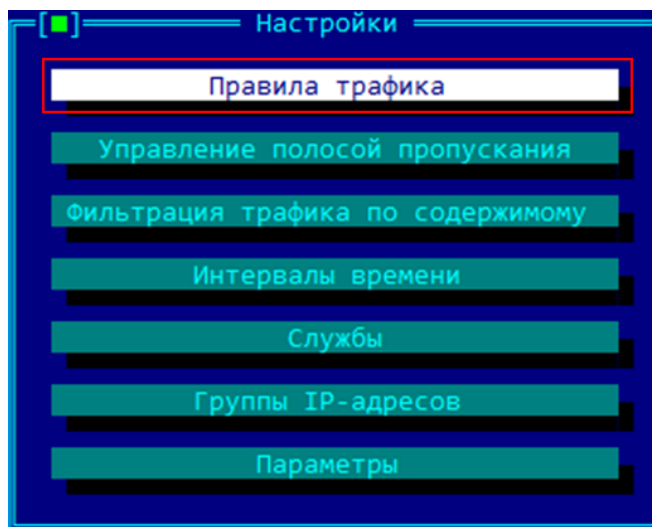 Настройки
Правила трафика
Управление полосой пропускания
Фильтрация трафика по содержимому
Интервалы времени
Службы
Группы IP-адресов
Параметры